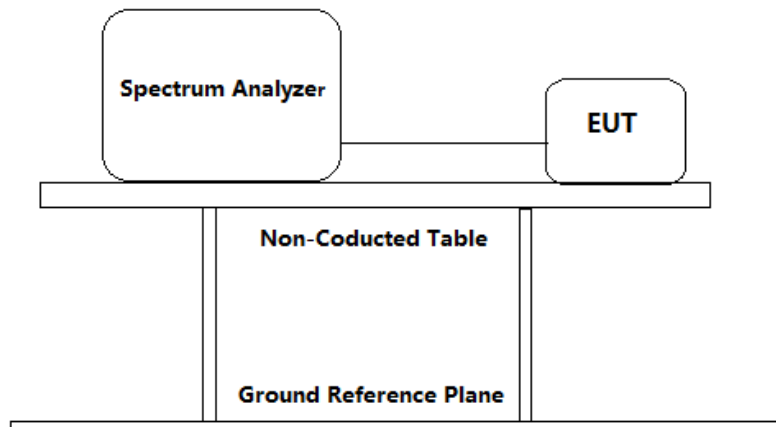 Spectrum Analyzer
EUT
Non-Coducted Table
Ground Reference Plane